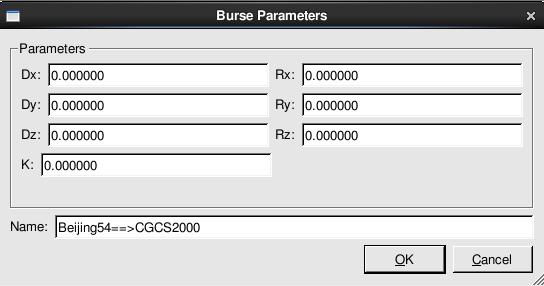 Burse Parameters
Parameters
Dx: 0.000000 Rx: 0.000000
Dy: 0.000000 Ry: 0.000000
Dz: 0.000000 Rz: 0.000000
K: 0.000000
Name: Beijing54==>CGCS2000
OK Cancel